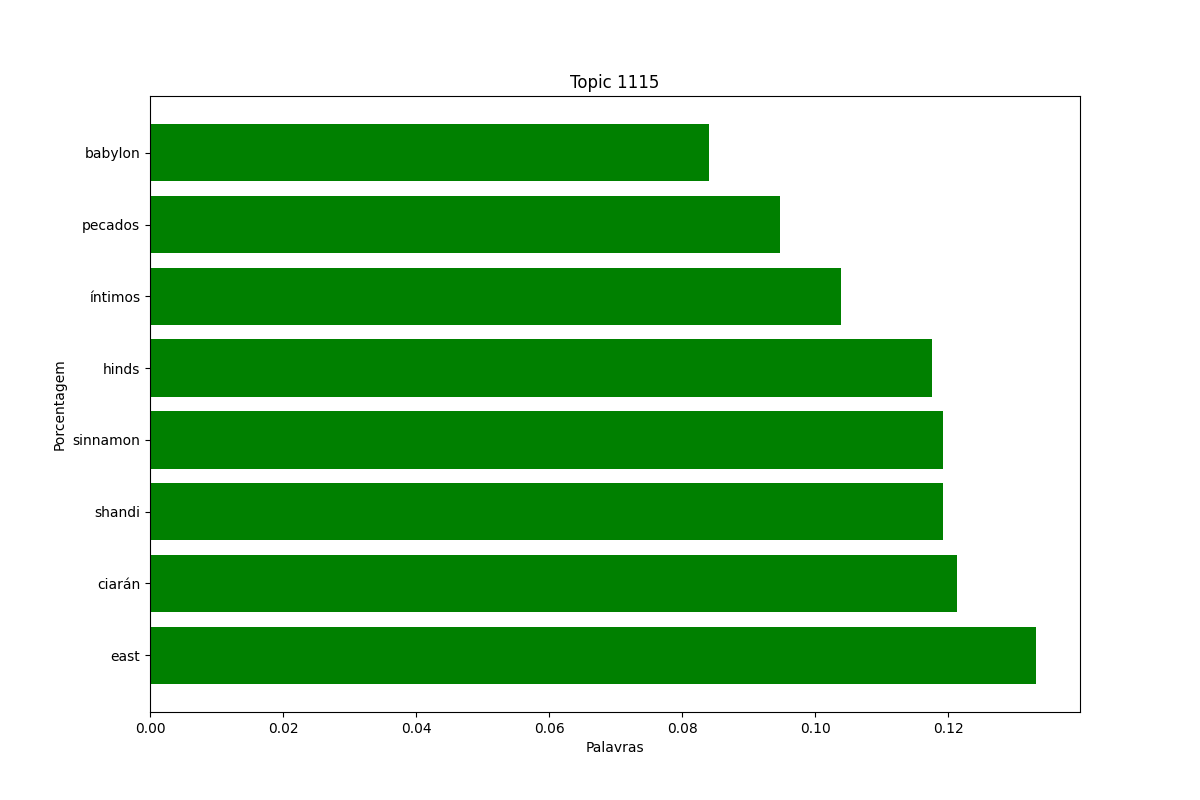 Topic 1115
babylon
pecados
íntimos
hinds
sinnamon
shandi
ciarán
east
Porcentagem
0.00 0.02 0.04 0.06 0.08 0.10 0.12
Palavras